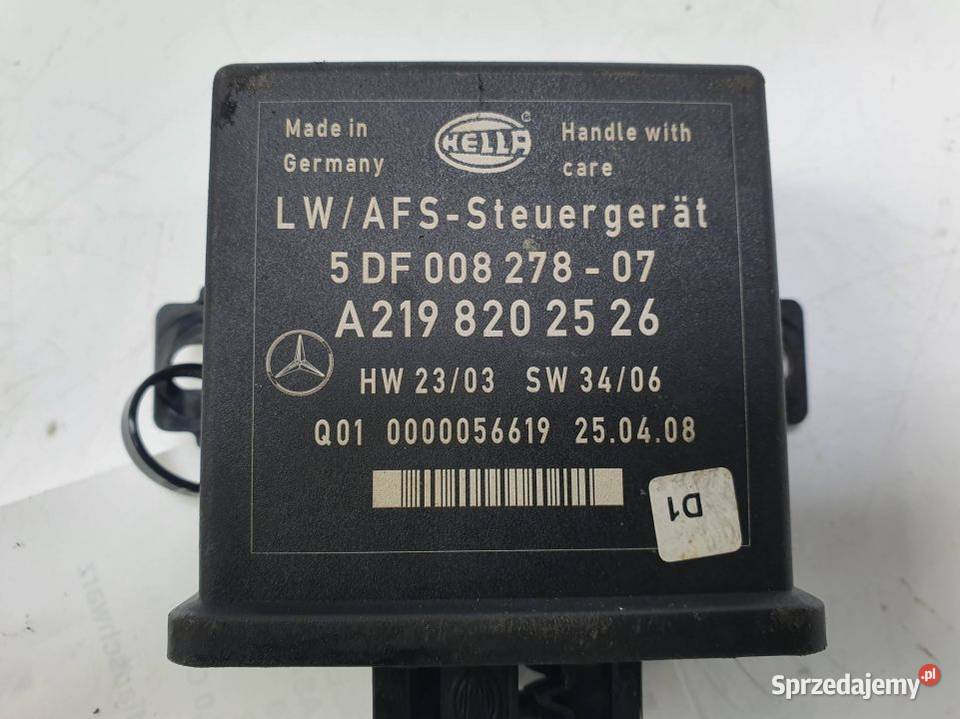 Made in
Germany
HELLA
Handle with
care
LW/AFS-Steuergerät
5 DF 008 278 - 07
A 219 820 25 26
HW 23/03 SW 34/06
Q01 0000056619 25.04.08
D1
Sprzedajemy.pl